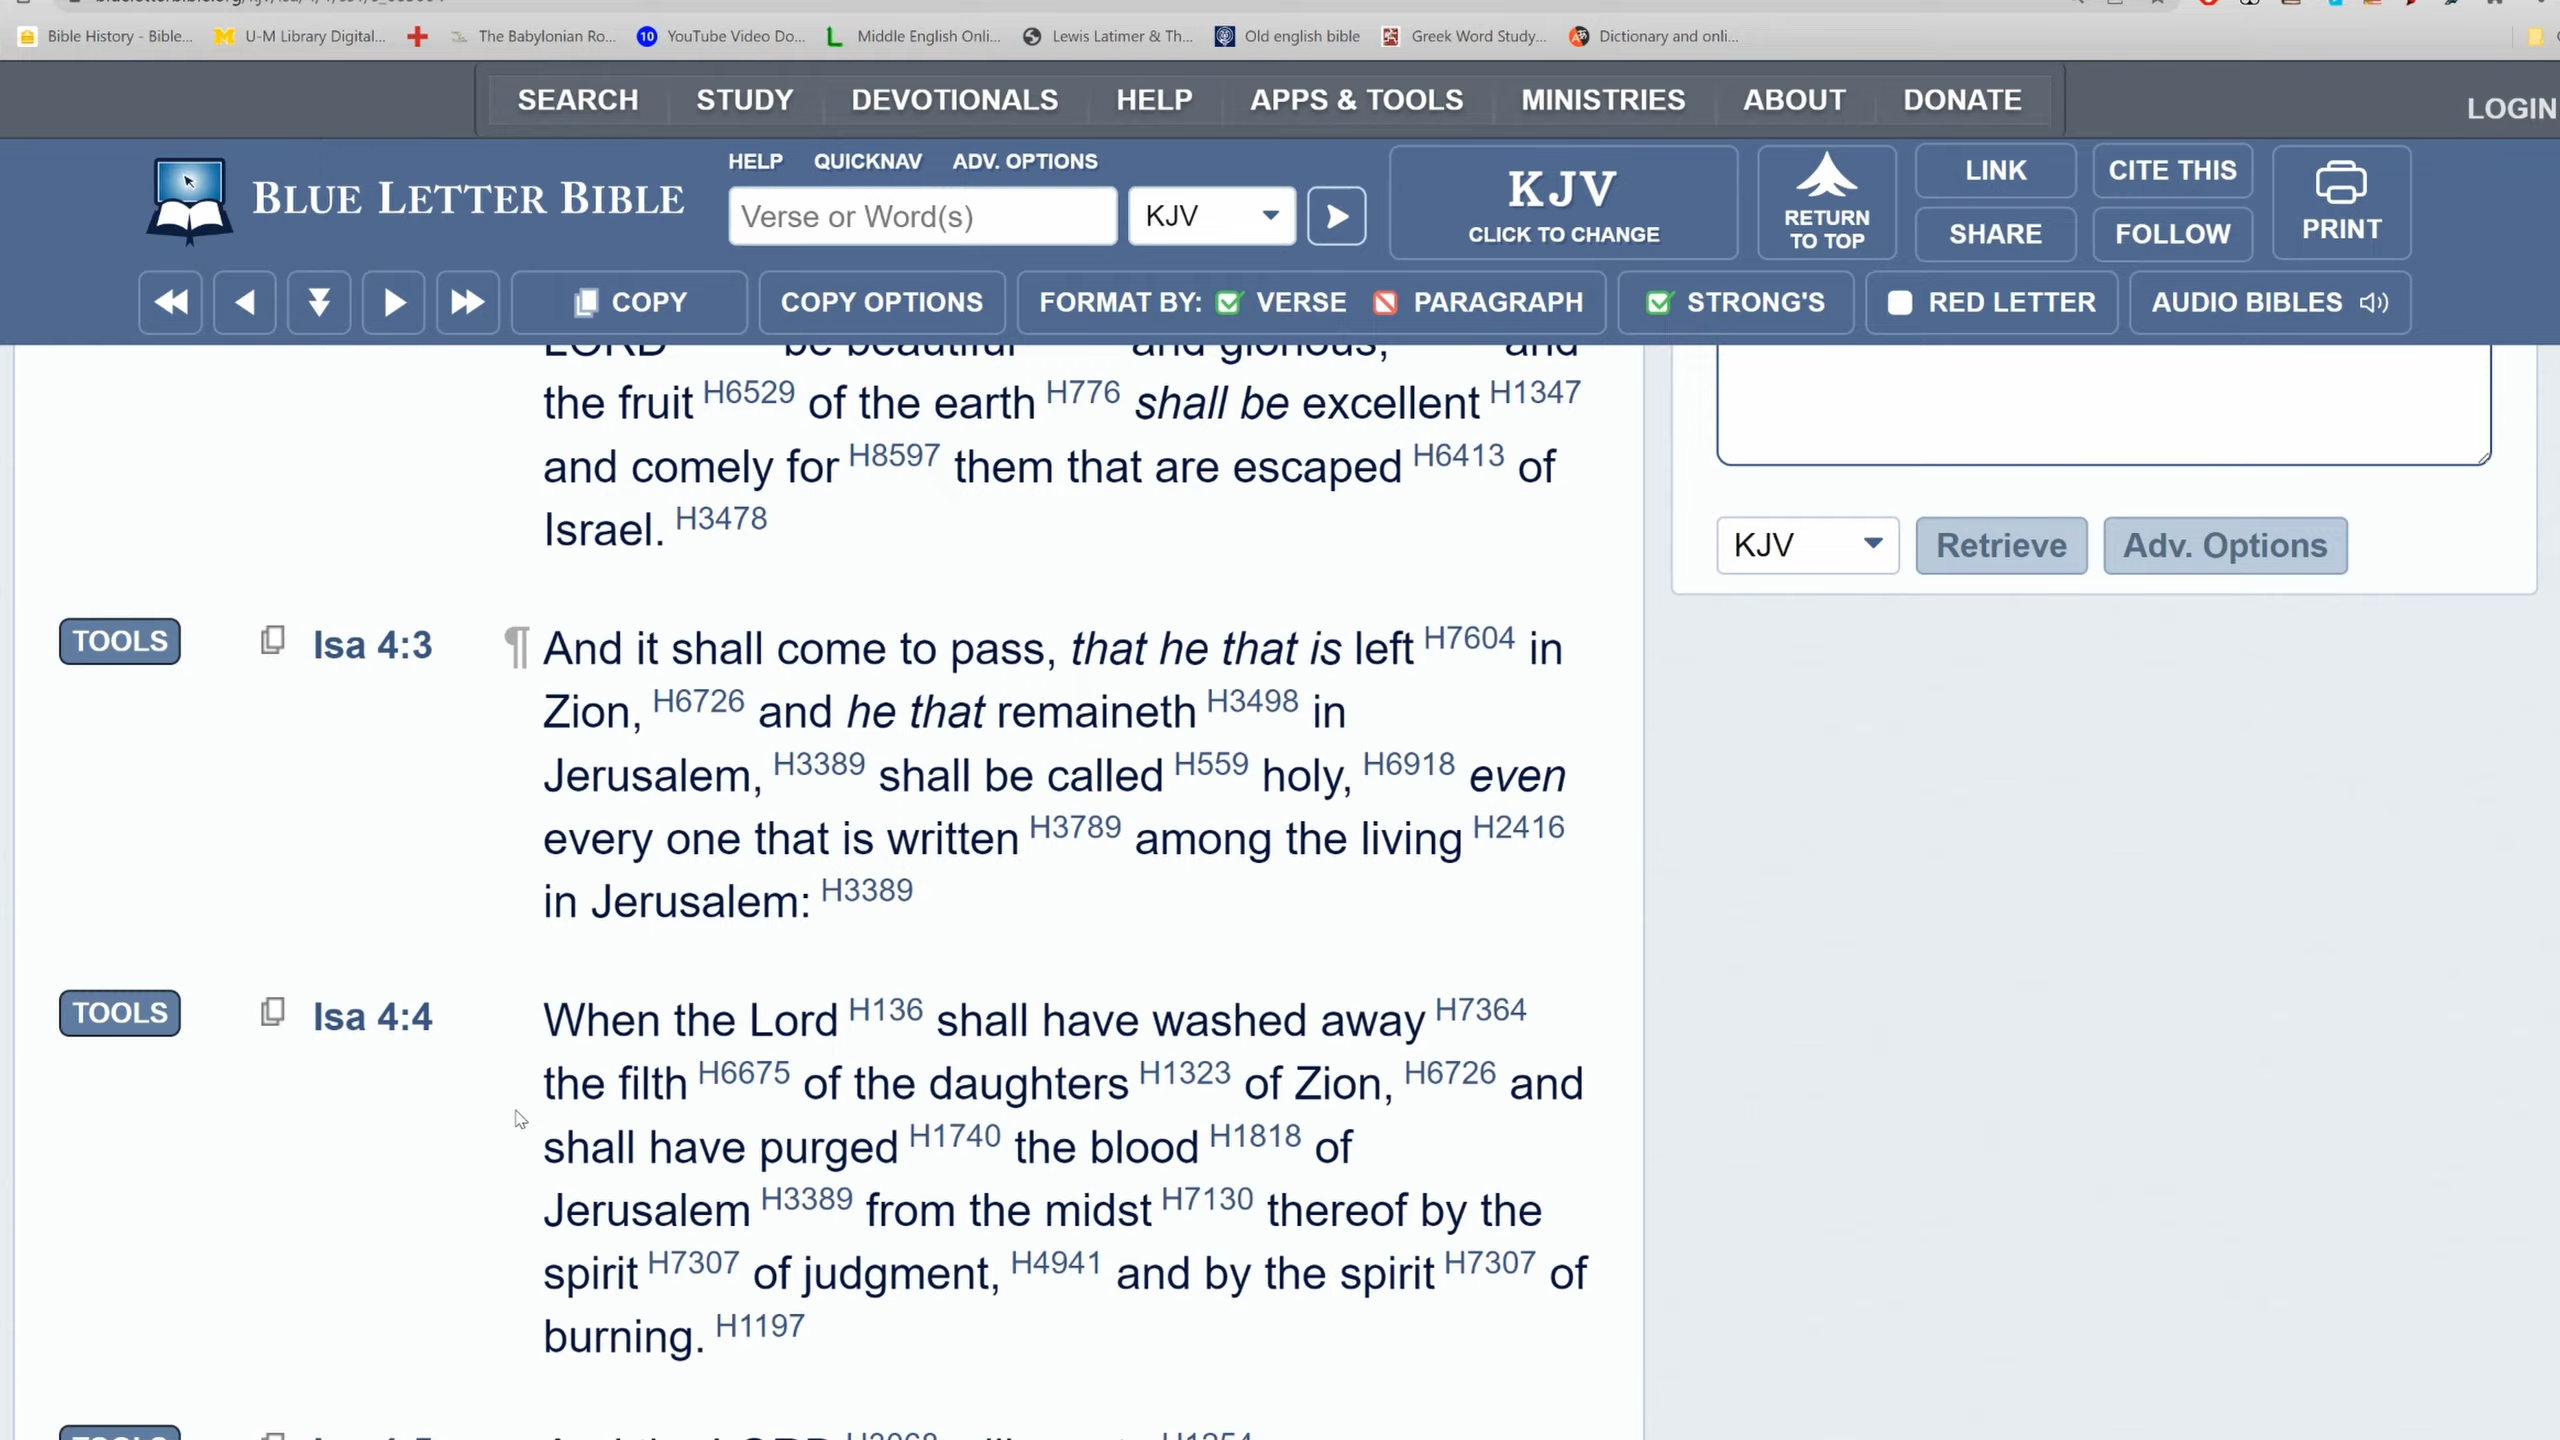 Bible History - Bible... U-M Library Digital... The Babylonian Ro... 10 YouTube Video Do... Middle English Onli... Lewis Latimer & Th... Old english bible Greek Word Study... Dictionary and onli...
SEARCH STUDY DEVOTIONALS HELP APPS & TOOLS MINISTRIES ABOUT DONATE LOGIN
HELP QUICKNAV ADV. OPTIONS
BLUE LETTER BIBLE
Verse or Word(s) KJV
KJV
CLICK TO CHANGE
RETURN
TO TOP
LINK CITE THIS
SHARE FOLLOW
PRINT
COPY COPY OPTIONS FORMAT BY: VERSE PARAGRAPH STRONG'S RED LETTER AUDIO BIBLES
LORD be beautiful and glorious, and
the fruit H6529 of the earth H776 shall be excellent H1347
and comely for H8597 them that are escaped H6413 of
Israel. H3478
KJV Retrieve Adv. Options
TOOLS Isa 4:3 ¶ And it shall come to pass, that he that is left H7604 in
Zion, H6726 and he that remaineth H3498 in
Jerusalem, H3389 shall be called H559 holy, H6918 even
every one that is written H3789 among the living H2416
in Jerusalem: H3389
TOOLS Isa 4:4 When the Lord H136 shall have washed away H7364
the filth H6675 of the daughters H1323 of Zion, H6726 and
shall have purged H1740 the blood H1818 of
Jerusalem H3389 from the midst H7130 thereof by the
spirit H7307 of judgment, H4941 and by the spirit H7307 of
burning. H1197